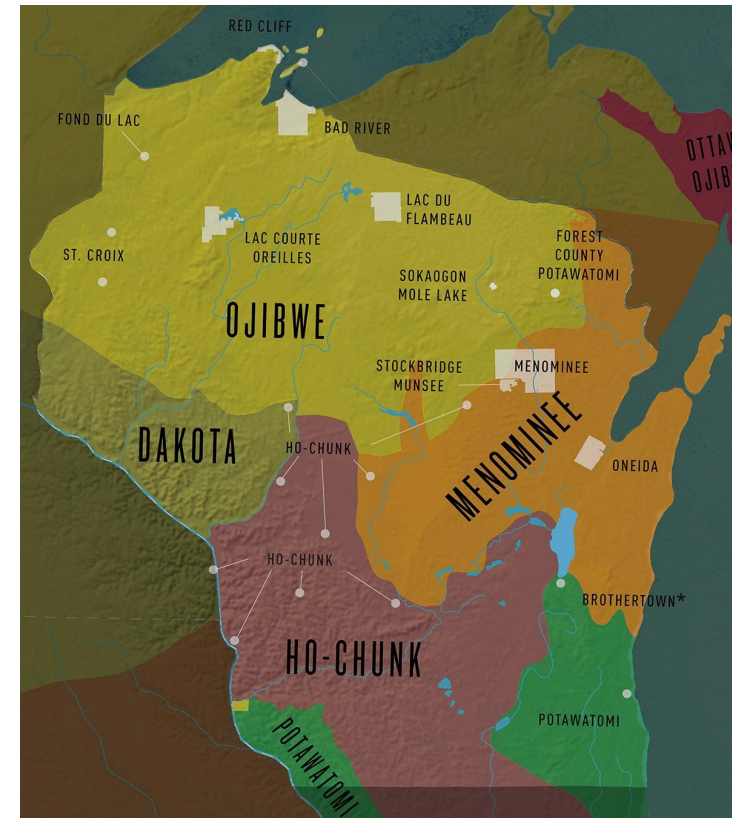 RED CLIFF
FOND DU LAC
BAD RIVER
OTTAW
OJIB
LAC DU
FLAMBEAU
LAC COURTE
OREILLES
ST. CROIX
FOREST
COUNTY
POTAWATOMI
SOKAOGON
MOLE LAKE
OJIBWE
STOCKBRIDGE
MUNSEE
MENOMINEE
DAKOTA
HO-CHUNK
MENOMINEE
ONEIDA
HO-CHUNK
BROTHERTOWN*
HO-CHUNK
POTAWATOMI
POTAWATOMI